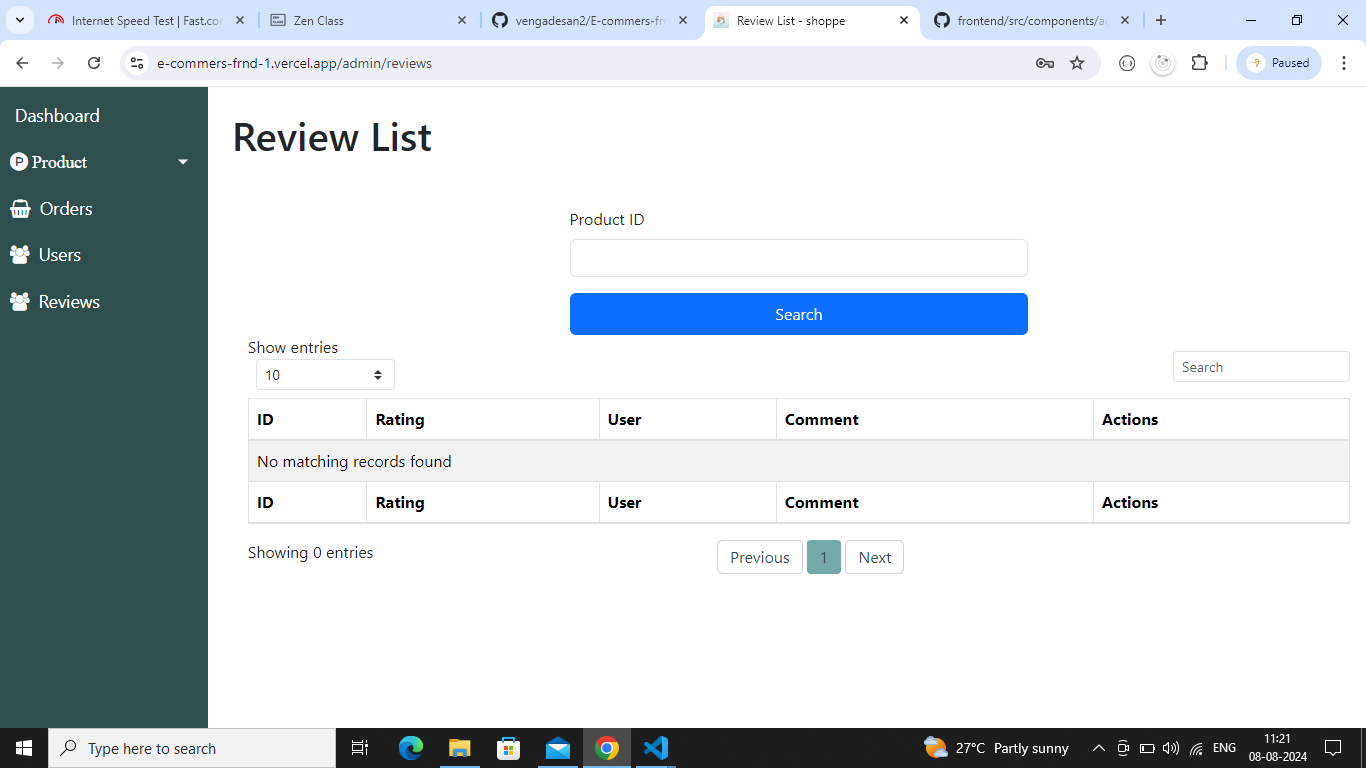 Internet Speed Test | Fast.co
Zen Class
vengadesan2/E-commers-frn
Review List - shoppe
frontend/src/components/ad
e-commers-frnd-1.vercel.app/admin/reviews
Paused
Dashboard
Product
Orders
Users
Reviews
Review List
Product ID
Search
Show entries
10
Search
ID Rating User Comment Actions
No matching records found
ID Rating User Comment Actions
Showing 0 entries
Previous 1 Next
Type here to search
27°C Partly sunny
ENG
11:21
08-08-2024